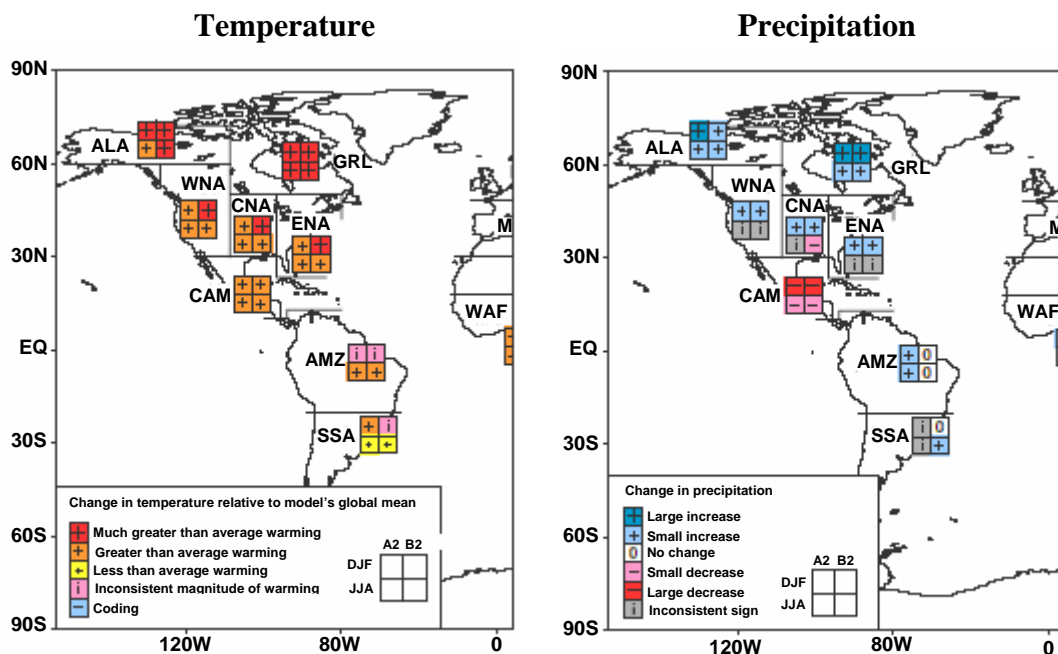 Temperature
90N
60N
30N
EQ
30S
60S
90S
120W 80W 0
ALA
GRL
WNA
CNA
ENA
CAM
WAF
M
AMZ
SSA
Change in temperature relative to model's global mean
Much greater than average warming
Greater than average warming
Less than average warming
Inconsistent magnitude of warming
Coding
A2 B2
DJF
JJA
Precipitation
90N
60N
30N
EQ
30S
60S
90S
120W 80W 0
ALA
GRL
WNA
CNA
ENA
CAM
WAF
M
AMZ
SSA
Change in precipitation
Large increase
Small increase
No change
Small decrease
Large decrease
Inconsistent sign
A2 B2
DJF
JJA